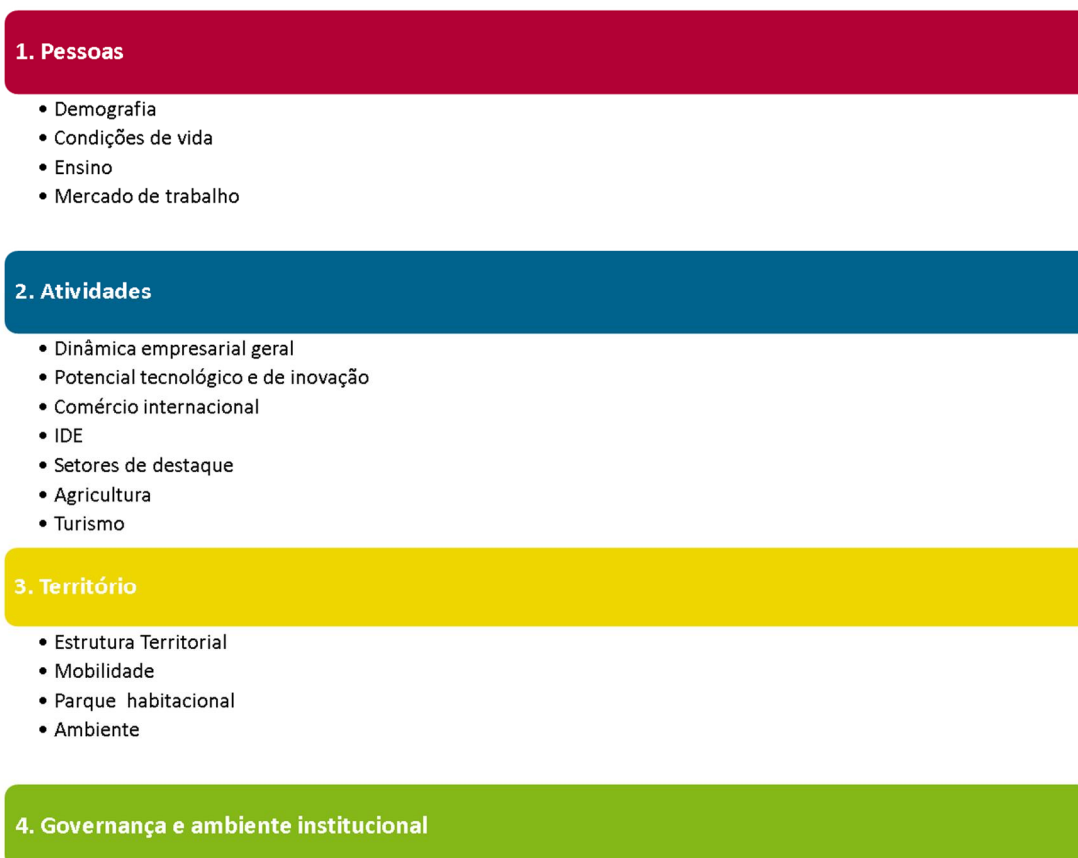 1. Pessoas
• Demografia
• Condições de vida
• Ensino
• Mercado de trabalho
2. Atividades
• Dinâmica empresarial geral
• Potencial tecnológico e de inovação
• Comércio internacional
• IDE
• Setores de destaque
• Agricultura
• Turismo
3. Território
• Estrutura Territorial
• Mobilidade
• Parque  habitacional
• Ambiente
4. Governança e ambiente institucional